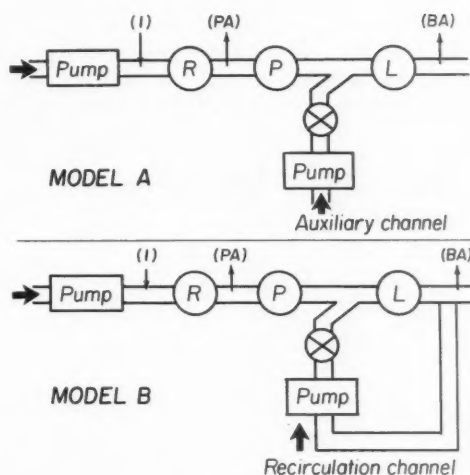 (I) (PA) (BA)
Pump R P L
Pump
MODEL A
Auxiliary channel
(I) (PA) (BA)
Pump R P L
Pump
MODEL B
Recirculation channel